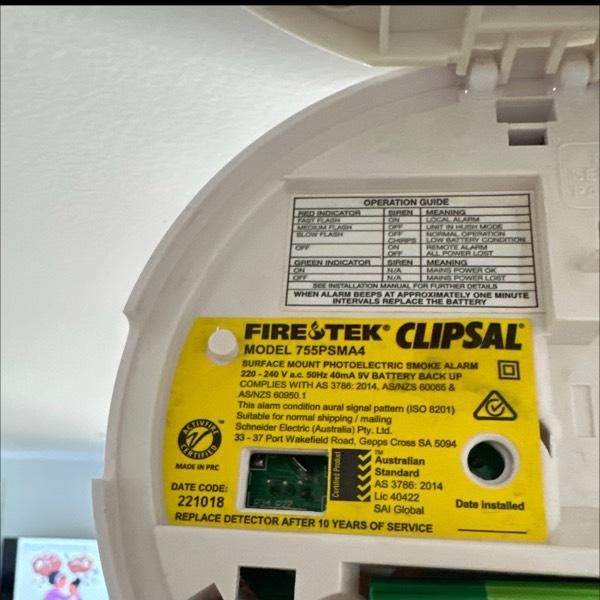 OPERATION GUIDE
RED INDICATOR SIREN MEANING
FAST FLASH ON LOCAL ALARM
MEDIUM FLASH OFF UNIT IN HUSH MODE
SLOW FLASH OFF NORMAL OPERATION
CHIRPS LOW BATTERY CONDITION
OFF ON REMOTE ALARM
OFF ALL POWER LOST
GREEN INDICATOR SIREN MEANING
ON N/A MAINS POWER OK
OFF N/A MAINS POWER LOST
SEE INSTALLATION MANUAL FOR FURTHER DETAILS
WHEN ALARM BEEPS AT APPROXIMATELY ONE MINUTE
INTERVALS REPLACE THE BATTERY
FIRETEK® CLIPSAL®
MODEL 755PSMA4
SURFACE MOUNT PHOTOELECTRIC SMOKE ALARM
220 - 240 V a.c. 50Hz 40mA 9V BATTERY BACK UP
COMPLIES WITH AS 3786: 2014, AS/NZS 60065 &
AS/NZS 60950.1
This alarm condition aural signal pattern (ISO 8201)
Suitable for normal shipping / mailing
Schneider Electric (Australia) Pty. Ltd.
33 - 37 Port Wakefield Road, Gepps Cross SA 5094
ACTIVFIRE
CERTIFIED
MADE IN PRC
DATE CODE:
221018
Certified Product
TM
Australian
Standard
AS 3786: 2014
Lic 40422
SAI Global
Date installed
REPLACE DETECTOR AFTER 10 YEARS OF SERVICE